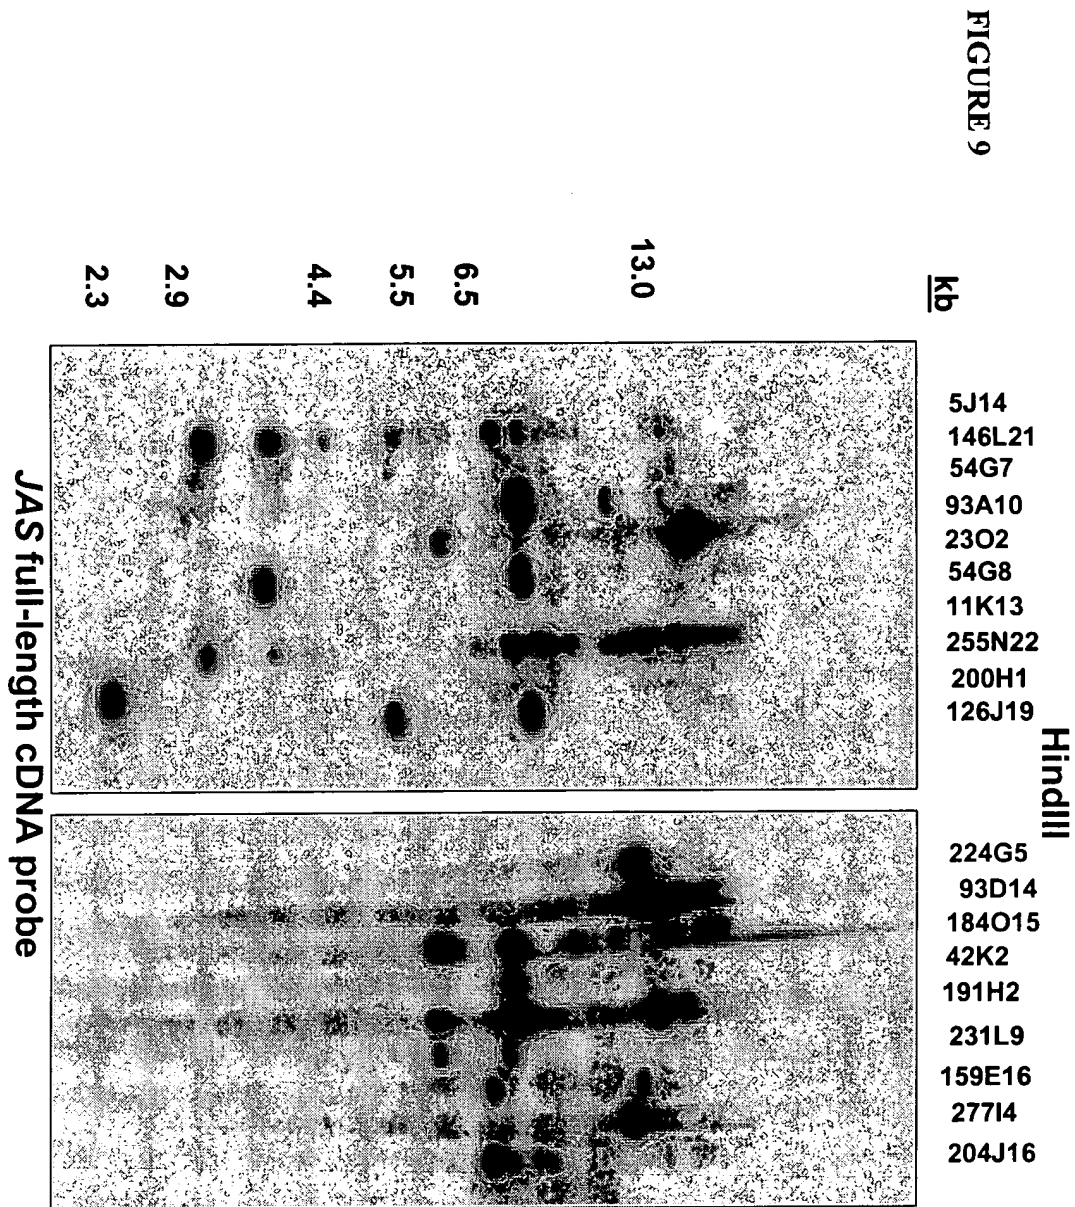 FIGURE 9
kb
13.0
6.5
5.5
4.4
2.9
2.3
HindIII
5J14
146L21
54G7
93A10
23O2
54G8
11K13
255N22
200H1
126J19
224G5
93D14
184O15
42K2
191H2
231L9
159E16
277I4
204J16
JAS full-length cDNA probe